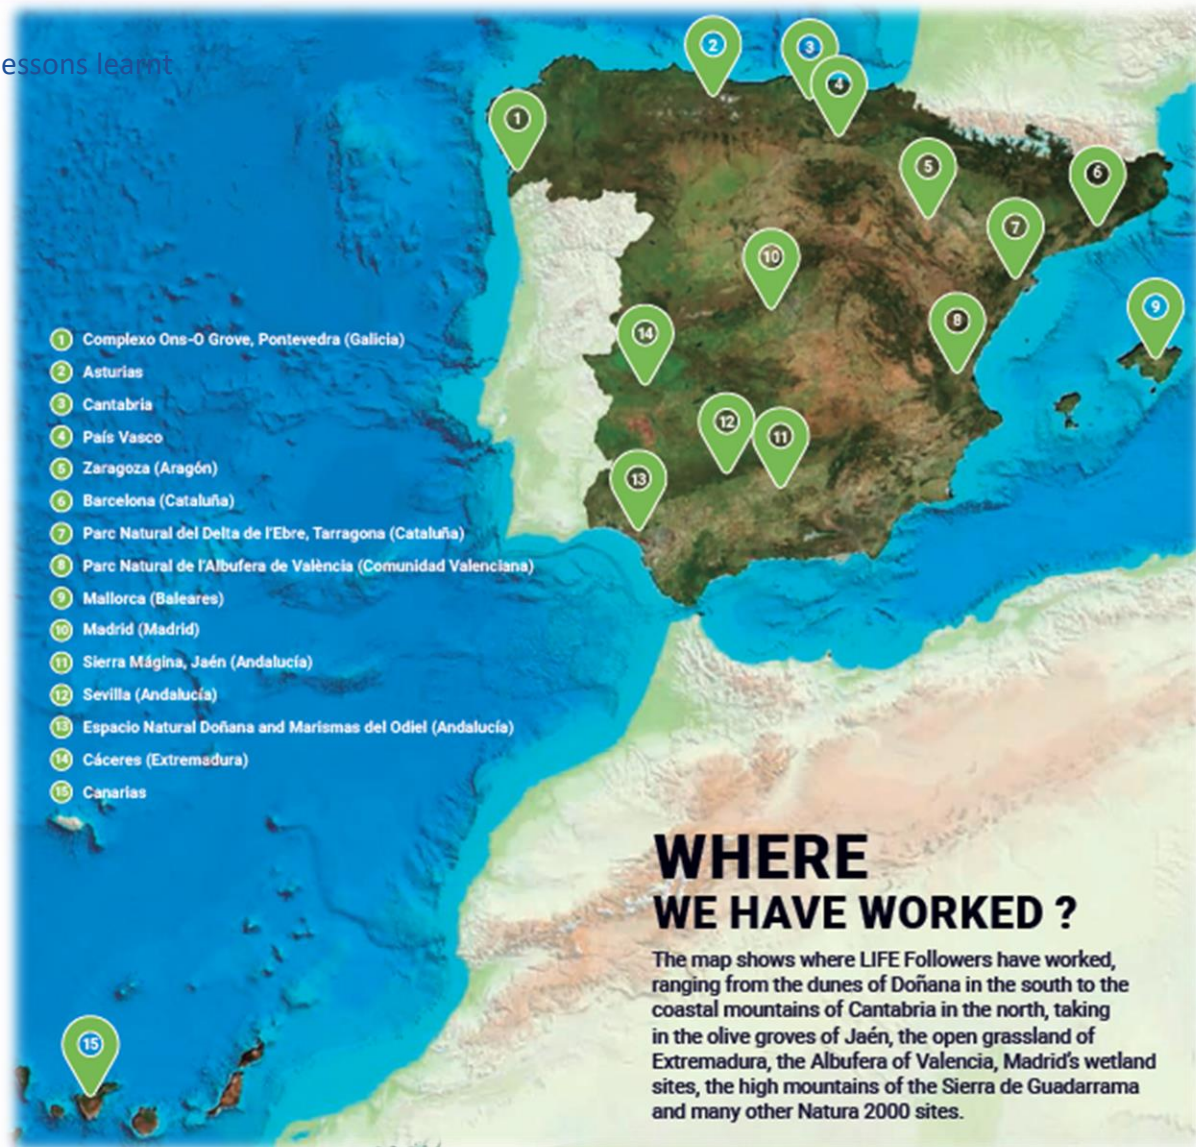 essons learnt
2
3
4
1
5
6
7
10
9
8
14
12
11
13
1 Complexo Ons-O Grove, Pontevedra (Galicia)
2 Asturias
3 Cantabria
4 País Vasco
5 Zaragoza (Aragón)
6 Barcelona (Cataluña)
7 Parc Natural del Delta de l'Ebre, Tarragona (Cataluña)
8 Parc Natural de l'Albufera de València (Comunidad Valenciana)
9 Mallorca (Baleares)
10 Madrid (Madrid)
11 Sierra Mágina, Jaén (Andalucía)
12 Sevilla (Andalucía)
13 Espacio Natural Doñana and Marismas del Odiel (Andalucía)
14 Cáceres (Extremadura)
15 Canarias
WHERE
WE HAVE WORKED ?
The map shows where LIFE Followers have worked,
ranging from the dunes of Doñana in the south to the
coastal mountains of Cantabria in the north, taking
in the olive groves of Jaén, the open grassland of
Extremadura, the Albufera of Valencia, Madrid's wetland
sites, the high mountains of the Sierra de Guadarrama
and many other Natura 2000 sites.
15